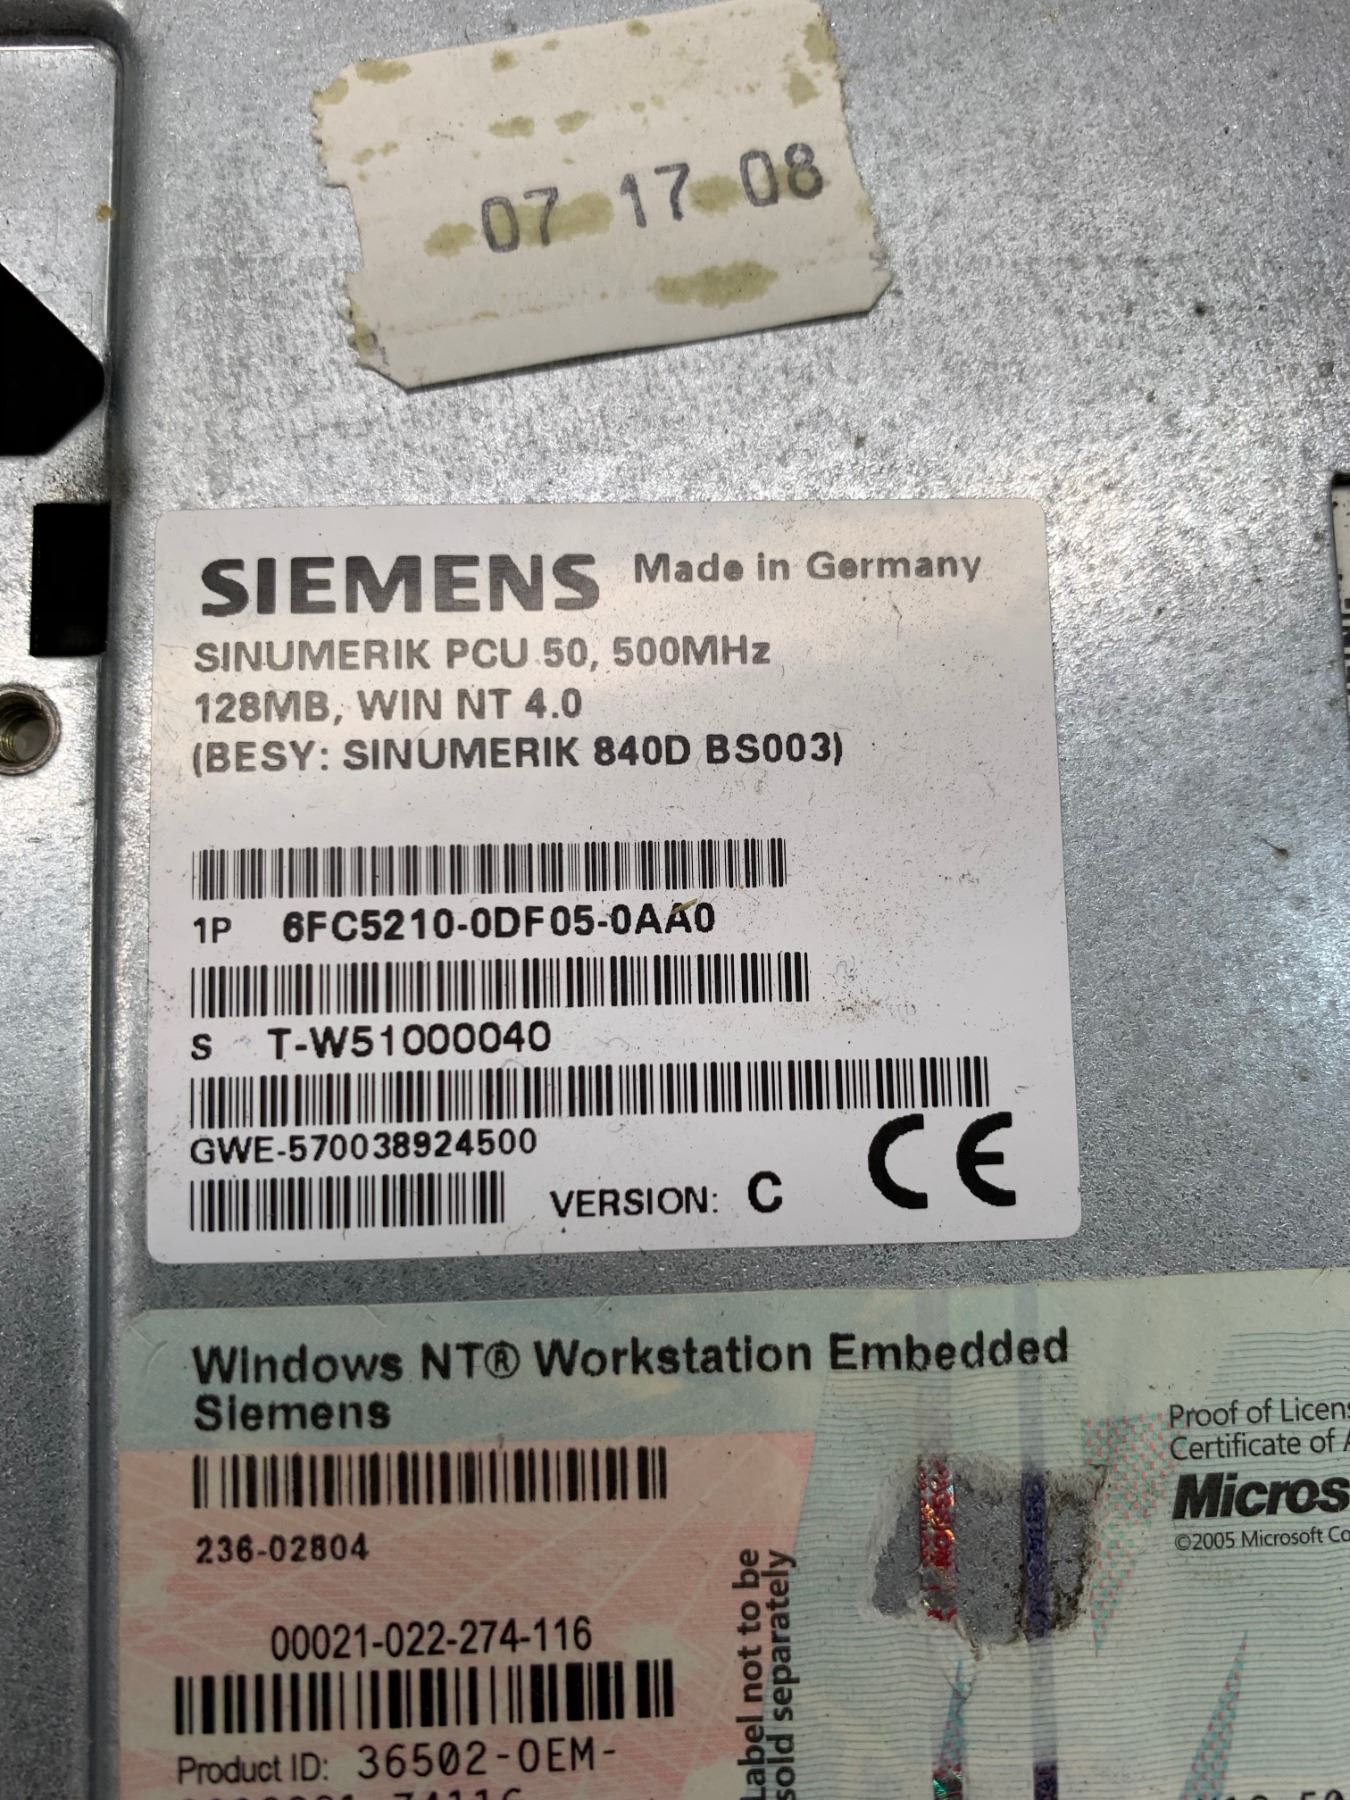 07 17 08
SIEMENS Made in Germany
SINUMERIK PCU 50, 500MHz
128MB, WIN NT 4.0
(BESY: SINUMERIK 840D BS003)
1P 6FC5210-0DF05-0AA0
S T-W51000040
GWE-570038924500
VERSION: C CE
Windows NT® Workstation Embedded
Siemens
Proof of Licens
Certificate of A
Micros
©2005 Microsoft Co
236-02804
00021-022-274-116
Label not to be
sold separately
Product ID: 36502-OEM-